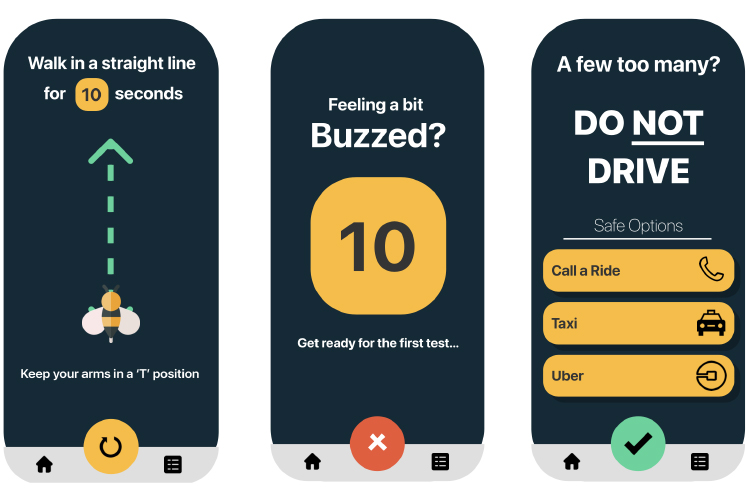 Walk in a straight line
for 10 seconds
Keep your arms in a ‘T’ position
Feeling a bit
Buzzed?
10
Get ready for the first test...
A few too many?
DO NOT
DRIVE
Safe Options
Call a Ride
Taxi
Uber